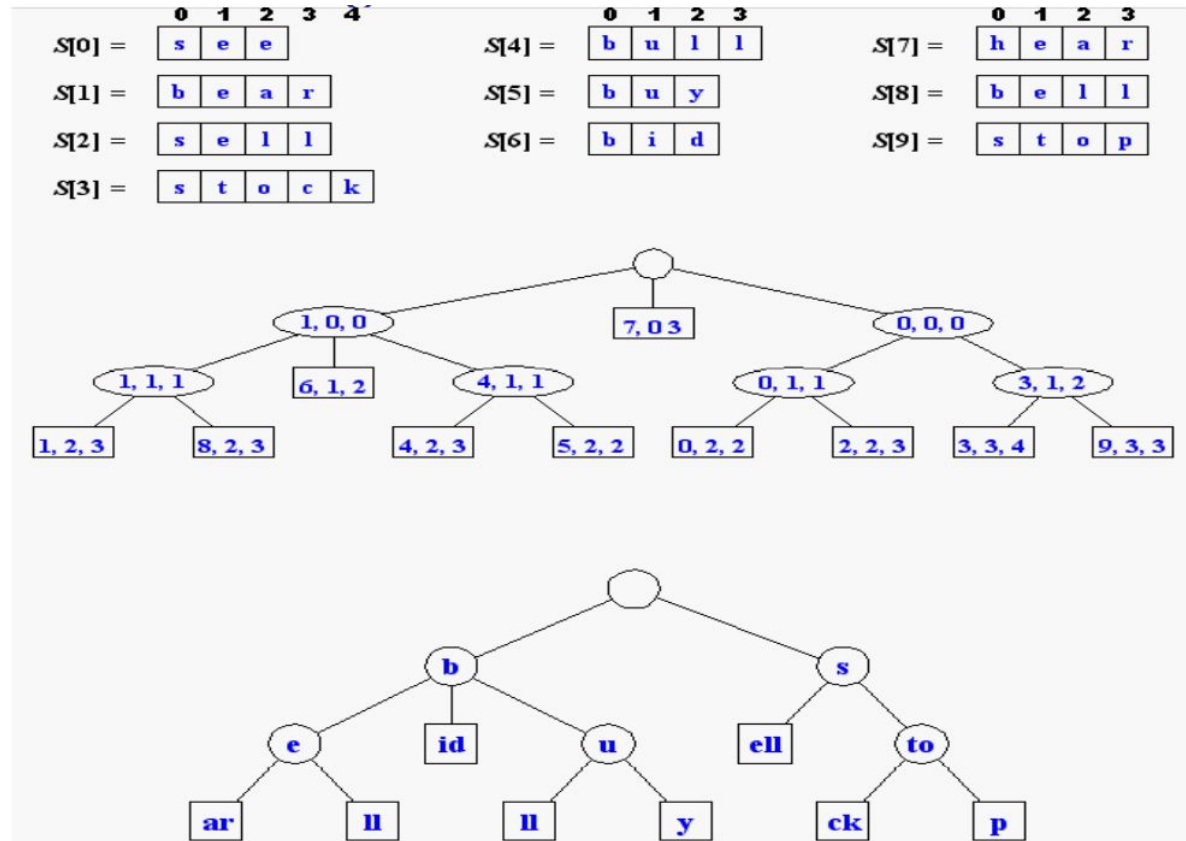 0 1 2 3 4 0 1 2 3 0 1 2 3
S[0] = s e e S[4] = b u l l S[7] = h e a r
S[1] = b e a r S[5] = b u y S[8] = b e l l
S[2] = s e l l S[6] = b i d S[9] = s t o p
S[3] = s t o c k
1, 0, 0 7, 0 3 0, 0, 0
1, 1, 1 6, 1, 2 4, 1, 1 0, 1, 1 3, 1, 2
1, 2, 3 8, 2, 3 4, 2, 3 5, 2, 2 0, 2, 2 2, 2, 3 3, 3, 4 9, 3, 3
b s
e id u ell to
ar ll ll y ck p